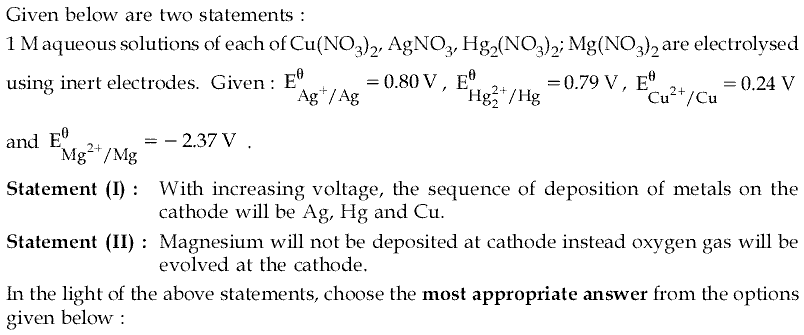 Given below are two statements :
1 M aqueous solutions of each of Cu(NO₃)₂, AgNO₃, Hg₂(NO₃)₂; Mg(NO₃)₂ are electrolysed
using inert electrodes. Given : E^θ_{Ag⁺/Ag} = 0.80 V , E^θ_{Hg₂²⁺/Hg} = 0.79 V , E^θ_{Cu²⁺/Cu} = 0.24 V
and E^θ_{Mg²⁺/Mg} = − 2.37 V .
Statement (I) : With increasing voltage, the sequence of deposition of metals on the
cathode will be Ag, Hg and Cu.
Statement (II) : Magnesium will not be deposited at cathode instead oxygen gas will be
evolved at the cathode.
In the light of the above statements, choose the most appropriate answer from the options
given below :